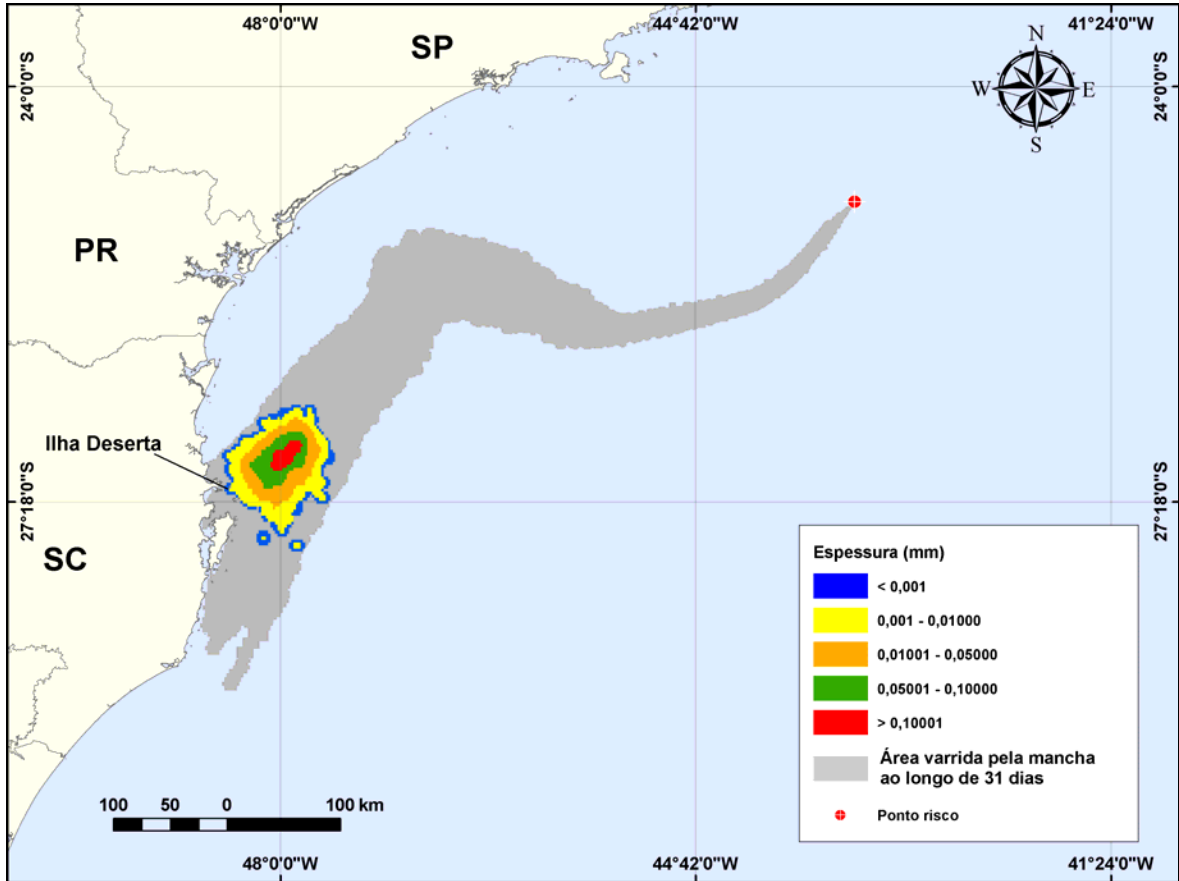 48°0'0"W
44°42'0"W
41°24'0"W
SP
N
W
E
S
24°0'0"S
24°0'0"S
PR
Ilha Deserta
27°18'0"S
27°18'0"S
SC
Espessura (mm)
< 0,001
0,001 - 0,01000
0,01001 - 0,05000
0,05001 - 0,10000
> 0,10001
Área varrida pela mancha
ao longo de 31 dias
Ponto risco
100 50 0 100 km
48°0'0"W
44°42'0"W
41°24'0"W